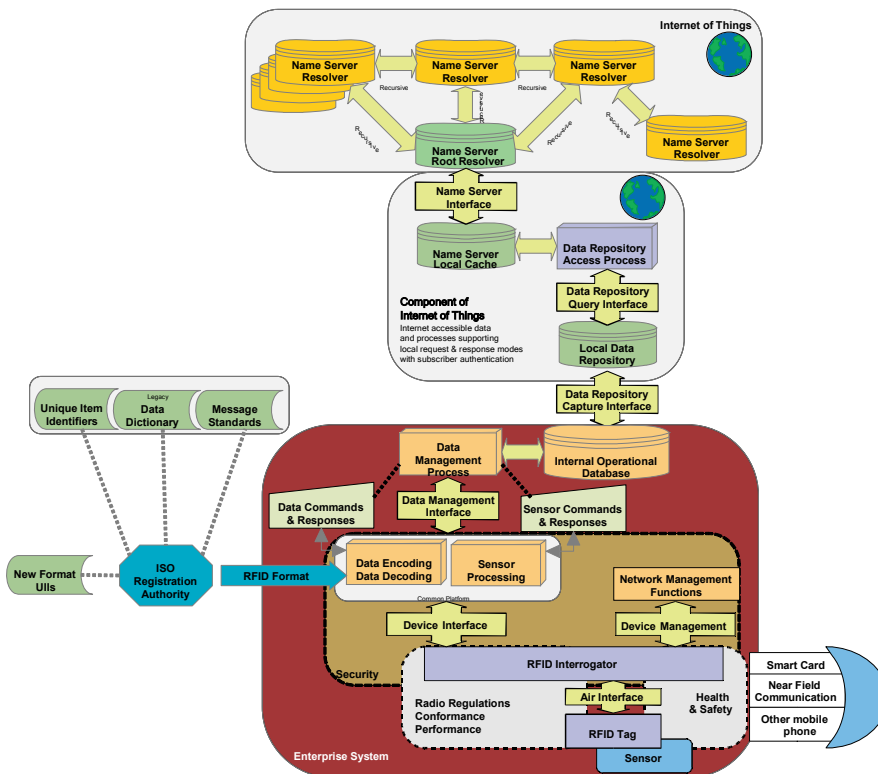 Internet of Things
Name Server
Resolver
Name Server
Resolver
Name Server
Resolver
Recursive
Recursive
Recursive
Recursive
Recursive
Name Server
Root Resolver
Name Server
Resolver
Name Server
Interface
Name Server
Local Cache
Data Repository
Access Process
Data Repository
Query Interface
Component of
Internet of Things
Internet accessible data
and processes supporting
local request & response modes
with subscriber authentication
Local Data
Repository
Data Repository
Capture Interface
Unique Item
Identifiers
Legacy
Data
Dictionary
Message
Standards
Data
Management
Process
Internal Operational
Database
Data Commands
& Responses
Data Management
Interface
Sensor Commands
& Responses
New Format
UIIs
ISO
Registration
Authority
RFID Format
Data Encoding
Data Decoding
Sensor
Processing
Common Platform
Network Management
Functions
Device Interface
Device Management
Security
RFID Interrogator
Air Interface
Radio Regulations
Conformance
Performance
Health
& Safety
RFID Tag
Sensor
Enterprise System
Smart Card
Near Field
Communication
Other mobile
phone